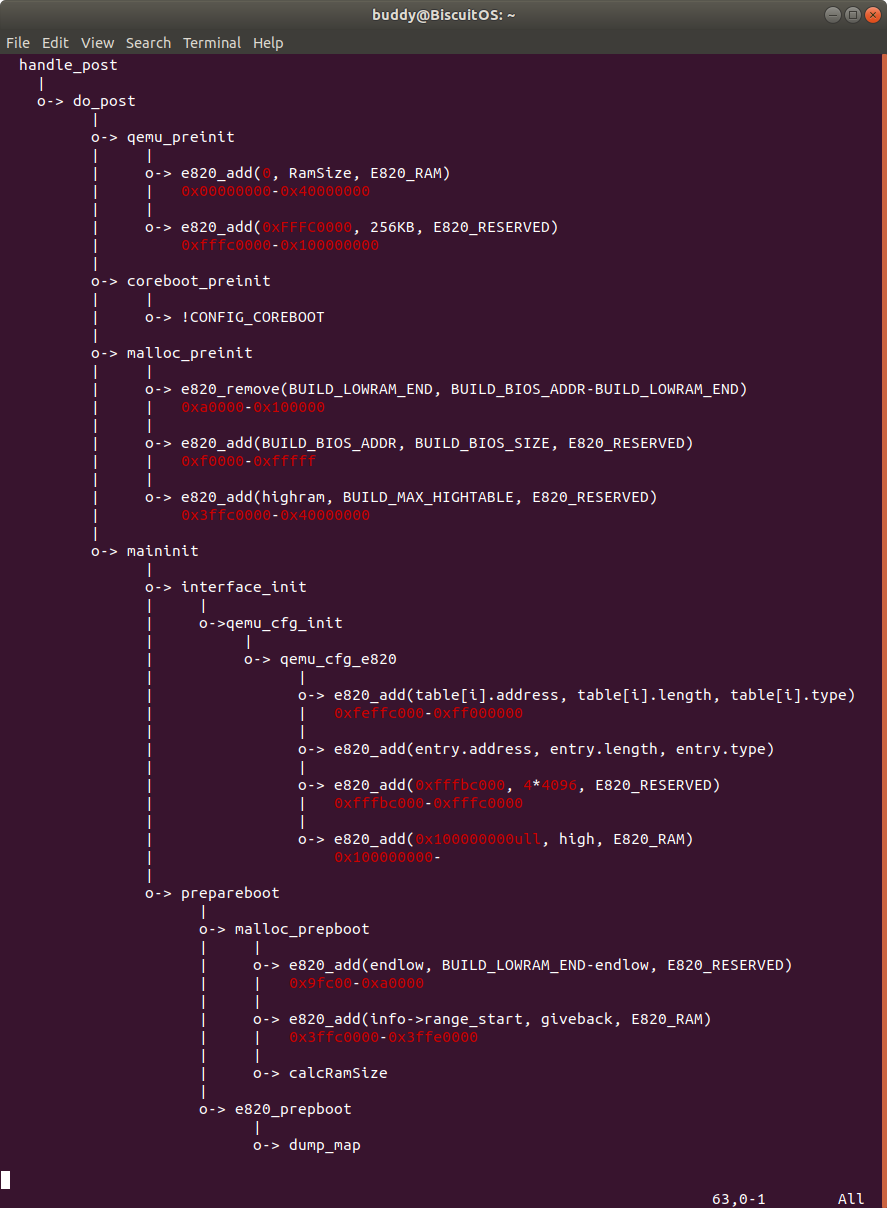 buddy@BiscuitOS: ~
File Edit View Search Terminal Help
handle_post
|
o-> do_post
|
o-> qemu_preinit
| |
| o-> e820_add(0, RamSize, E820_RAM)
| | 0x00000000-0x40000000
| |
| o-> e820_add(0xFFFC0000, 256KB, E820_RESERVED)
| 0xfffc0000-0x100000000
|
o-> coreboot_preinit
| |
| o-> !CONFIG_COREBOOT
|
o-> malloc_preinit
| |
| o-> e820_remove(BUILD_LOWRAM_END, BUILD_BIOS_ADDR-BUILD_LOWRAM_END)
| | 0xa0000-0x100000
| |
| o-> e820_add(BUILD_BIOS_ADDR, BUILD_BIOS_SIZE, E820_RESERVED)
| | 0xf0000-0xfffff
| |
| o-> e820_add(highram, BUILD_MAX_HIGHTABLE, E820_RESERVED)
| 0x3ffc0000-0x40000000
|
o-> maininit
|
o-> interface_init
| |
| o->qemu_cfg_init
| |
| o-> qemu_cfg_e820
| |
| o-> e820_add(table[i].address, table[i].length, table[i].type)
| | 0xfeffc000-0xff000000
| |
| o-> e820_add(entry.address, entry.length, entry.type)
| |
| o-> e820_add(0xfffbc000, 4*4096, E820_RESERVED)
| | 0xfffbc000-0xfffc0000
| |
| o-> e820_add(0x100000000ull, high, E820_RAM)
| 0x100000000-
|
o-> prepareboot
|
o-> malloc_prepboot
| |
| o-> e820_add(endlow, BUILD_LOWRAM_END-endlow, E820_RESERVED)
| | 0x9fc00-0xa0000
| |
| o-> e820_add(info->range_start, giveback, E820_RAM)
| | 0x3ffc0000-0x3ffe0000
| |
| o-> calcRamSize
|
o-> e820_prepboot
|
o-> dump_map
63,0-1 All